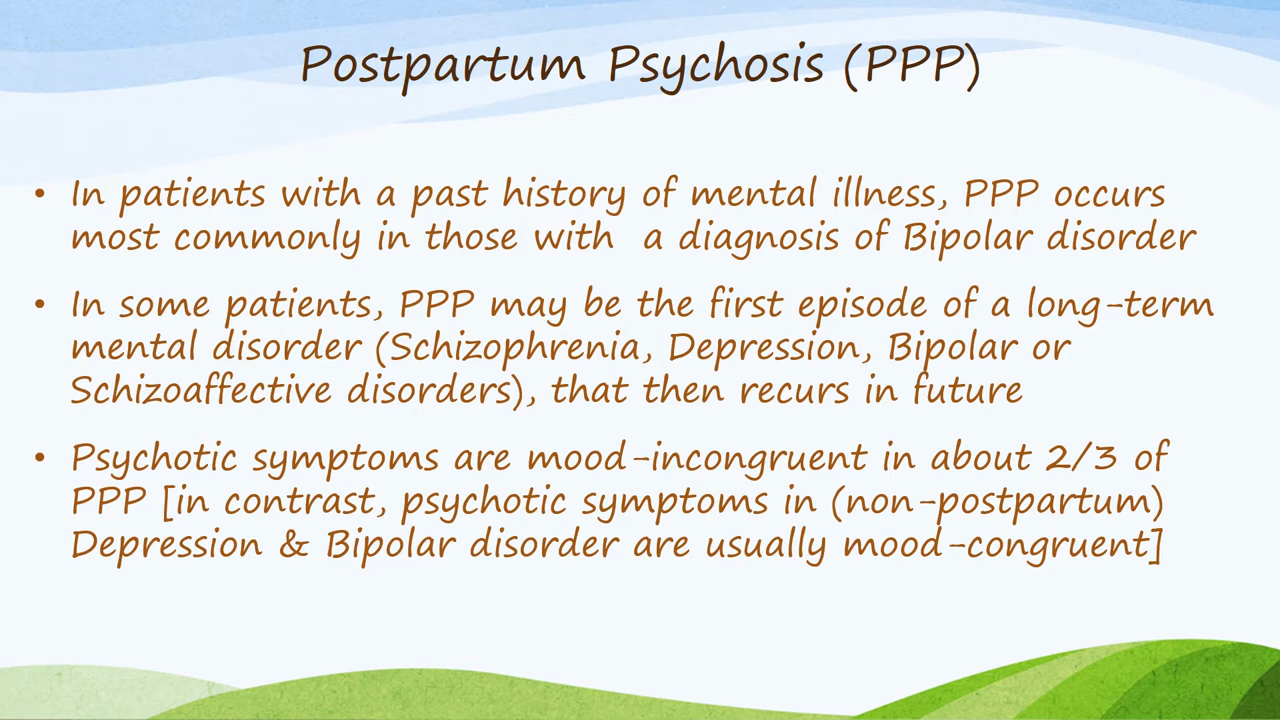 Postpartum Psychosis (PPP)
• In patients with a past history of mental illness, PPP occurs
most commonly in those with  a diagnosis of Bipolar disorder
• In some patients, PPP may be the first episode of a long-term
mental disorder (Schizophrenia, Depression, Bipolar or
Schizoaffective disorders), that then recurs in future
• Psychotic symptoms are mood-incongruent in about 2/3 of
PPP [in contrast, psychotic symptoms in (non-postpartum)
Depression & Bipolar disorder are usually mood-congruent]